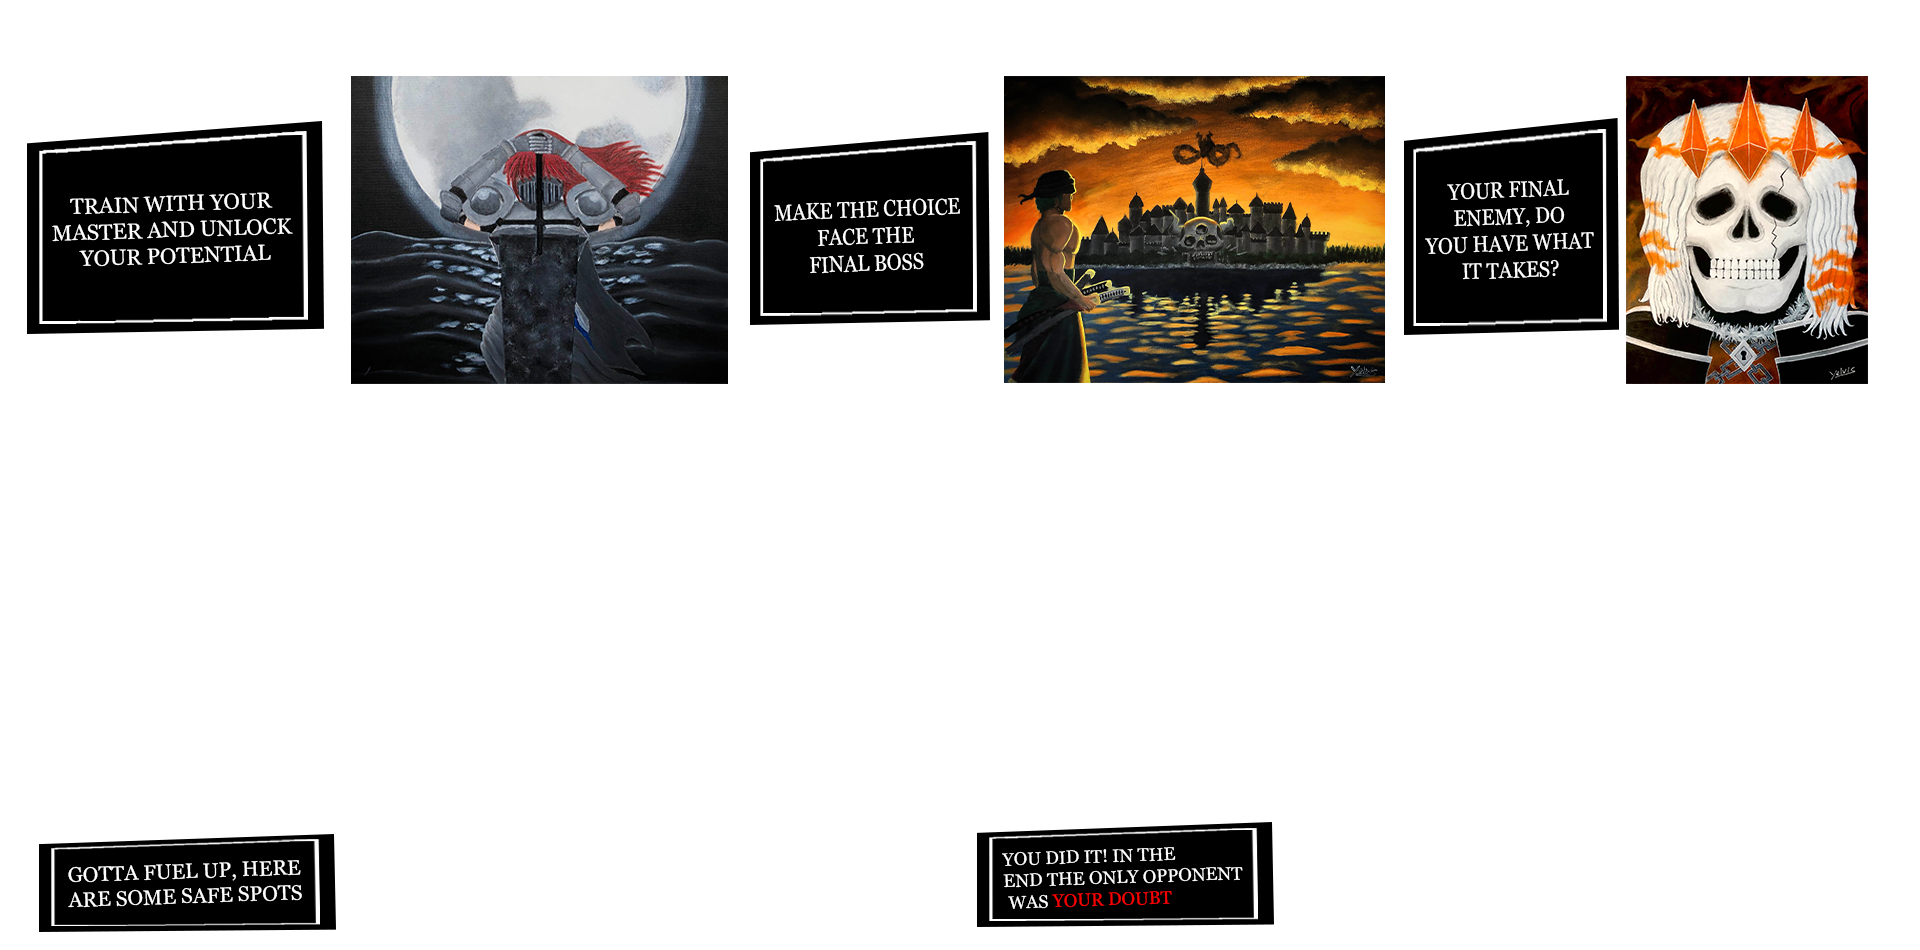 TRAIN WITH YOUR
MASTER AND UNLOCK
YOUR POTENTIAL
MAKE THE CHOICE
FACE THE
FINAL BOSS
YOUR FINAL
ENEMY, DO
YOU HAVE WHAT
IT TAKES?
GOTTA FUEL UP, HERE
ARE SOME SAFE SPOTS
YOU DID IT! IN THE
END THE ONLY OPPONENT
WAS YOUR DOUBT